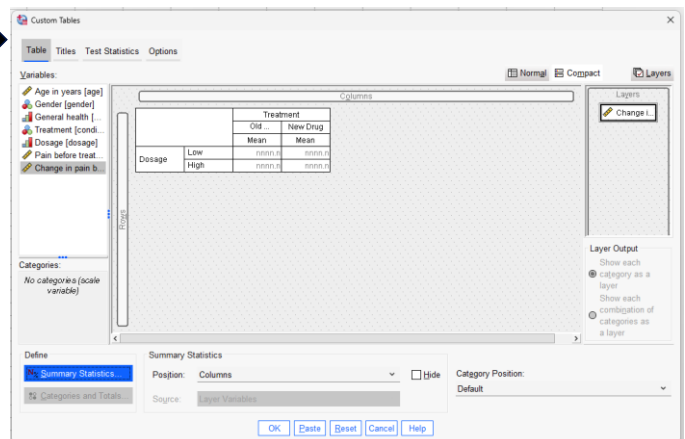 Custom Tables
Table Titles Test Statistics Options
Variables:
Normal Compact Layers
Age in years [age]
Gender [gender]
General health [...
Treatment [condi...
Dosage [dosage]
Pain before treat...
Change in pain b...
Columns
Rows
Treatment
Old ... New Drug
Mean Mean
Dosage Low nnnn.n nnnn.n
High nnnn.n nnnn.n
Layers
Change i...
Categories:
No categories (scale
variable)
Layer Output
Show each
category as a
layer
Show each
combination of
categories as
a layer
Define
Summary Statistics...
Categories and Totals...
Summary Statistics
Position: Columns Hide
Source: Layer Variables
Category Position:
Default
OK Paste Reset Cancel Help